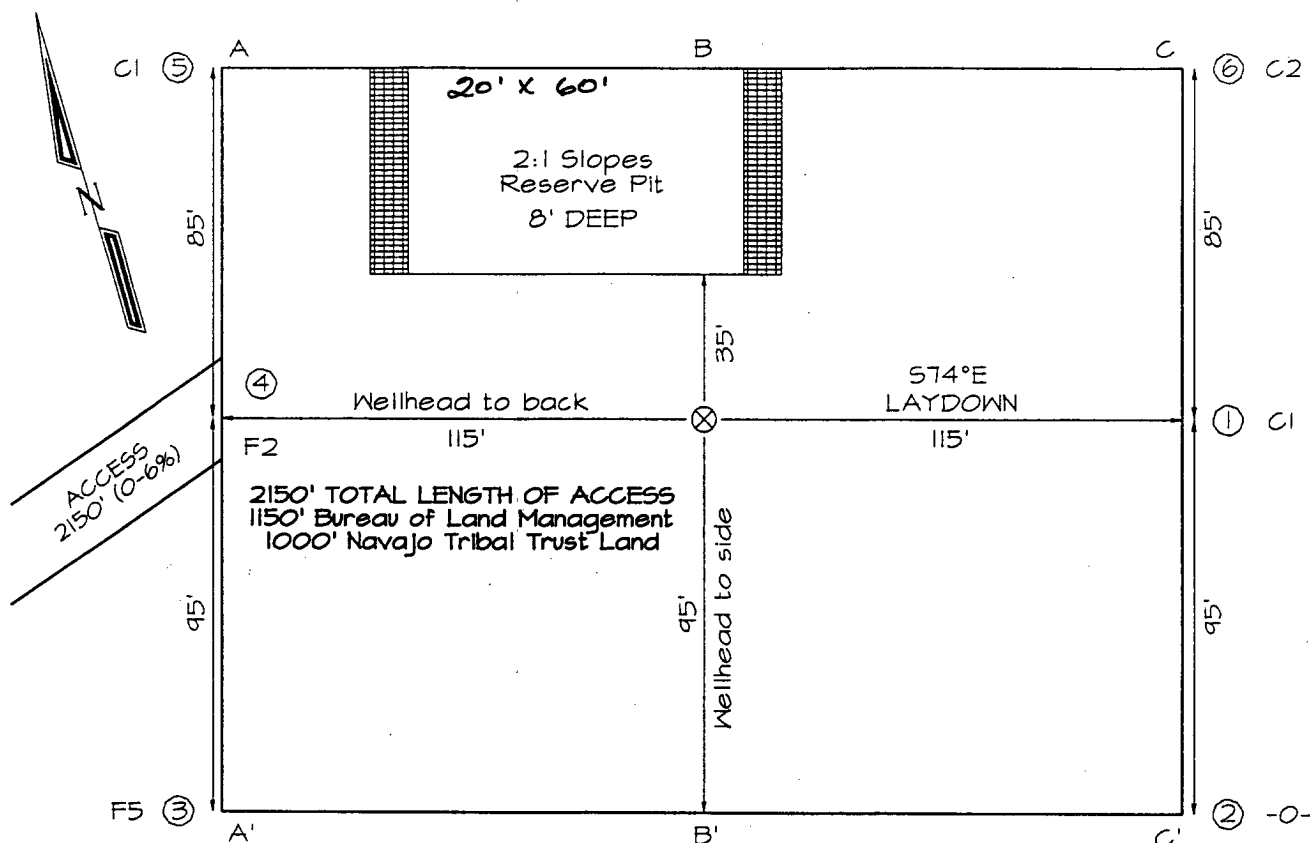 A
B
C
C1 ⑤
⑥ C2
20' X 60'
2:1 Slopes
Reserve Pit
8' DEEP
N
85'
85'
35'
④
S74°E
LAYDOWN
Wellhead to back
① C1
115'
115'
F2
ACCESS
2150' (0-6%)
2150' TOTAL LENGTH OF ACCESS
1150' Bureau of Land Management
1000' Navajo Tribal Trust Land
95'
95'
Wellhead to side
95'
F5 ③
② -0-
A'
B'
C'